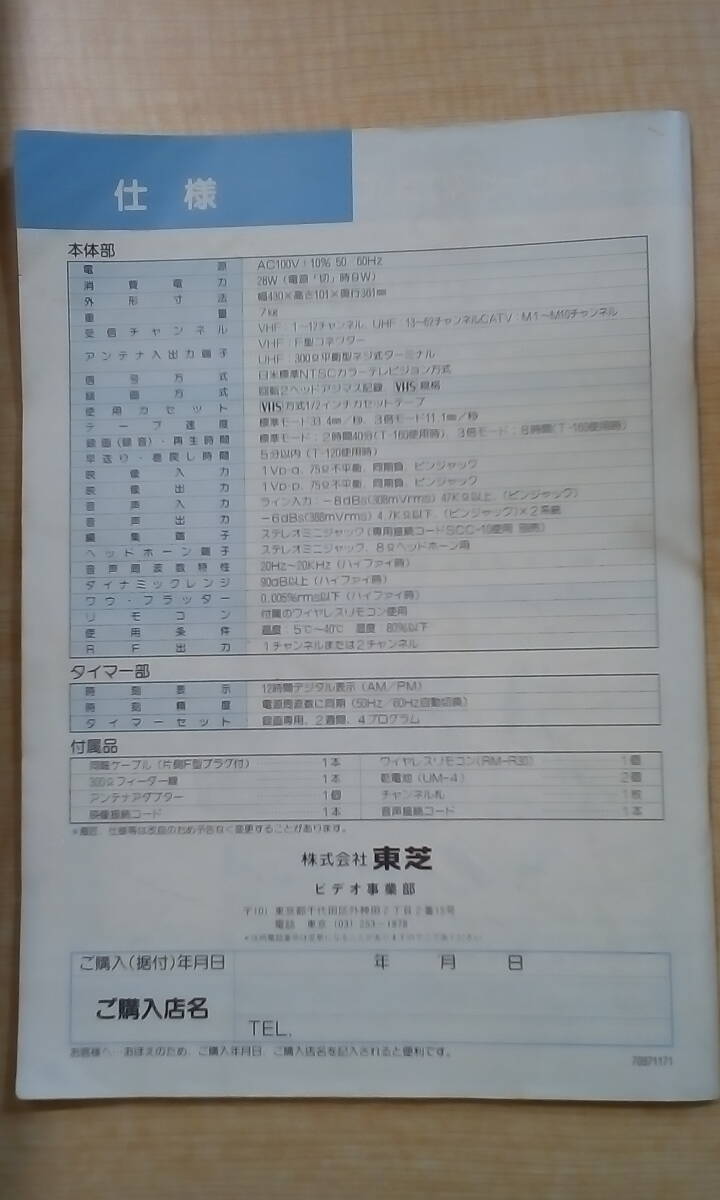 仕様
本体部
電源 AC100V±10% 50/60Hz
消費電力 28W（電源「切」時9W）
外形寸法 幅430×高さ101×奥行361mm
重量 7kg
受信チャンネル VHF：1〜12チャンネル、UHF：13〜62チャンネルCATV：M1〜M10チャンネル
アンテナ入出力端子 VHF：F型コネクター
UHF：300Ω平衡型ネジ式ターミナル
信号方式 日米標準NTSCカラーテレビジョン方式
録画方式 回転2ヘッドアジマス記録 VHS規格
使用カセット VHS方式1/2インチカセットテープ
テープ速度 標準モード33.4mm／秒、3倍モード11.1mm／秒
録画(録音)・再生時間 標準モード：2時間40分(T-160使用時)、3倍モード：8時間(T-160使用時)
早送り・巻戻し時間 5分以内(T-120使用時)
映像入力 1Vp-p、75Ω不平衡、同期負、ピンジャック
映像出力 1Vp-p、75Ω不平衡、同期負、ピンジャック
音声入力 ライン入力：−8dBs(308mVrms) 47KΩ以上、(ピンジャック)
音声出力 −6dBs(388mVrms) 4.7KΩ以下、(ピンジャック)×2系統
編集端子 ステレオミニジャック(専用接続コードSCC-10使用 別売)
ヘッドホーン端子 ステレオミニジャック、8Ωヘッドホーン用
音声周波数特性 20Hz〜20KHz（ハイファイ時）
ダイナミックレンジ 90dB以上（ハイファイ時）
ワウ・フラッター 0.005%rms以下（ハイファイ時）
リモコン 付属のワイヤレスリモコン使用
使用条件 温度：5℃〜40℃ 湿度：80%以下
RF出力 1チャンネルまたは2チャンネル
タイマー部
時刻表示 12時間デジタル表示（AM／PM）
時刻精度 電源周波数に同期（50Hz／60Hz自動切換）
タイマーセット 録画専用、2週間、4プログラム
付属品
同軸ケーブル（片側F型プラグ付） 1本 ワイヤレスリモコン(RM-R30) 1個
300Ωフィーダー線 1本 乾電池（UM-4） 2個
アンテナアダプター 1個 チャンネル札 1枚
映像接続コード 1本 音声接続コード 1本
＊意匠、仕様等は改良のため予告なく変更することがあります。
株式会社 東芝
ビデオ事業部
〒101 東京都千代田区外神田2丁目2番15号
電話 東京（03）253-1978
ご購入(据付)年月日 年 月 日
ご購入店名
TEL.
お客様へ…おぼえのため、ご購入年月日、ご購入店名を記入されると便利です。
70871171